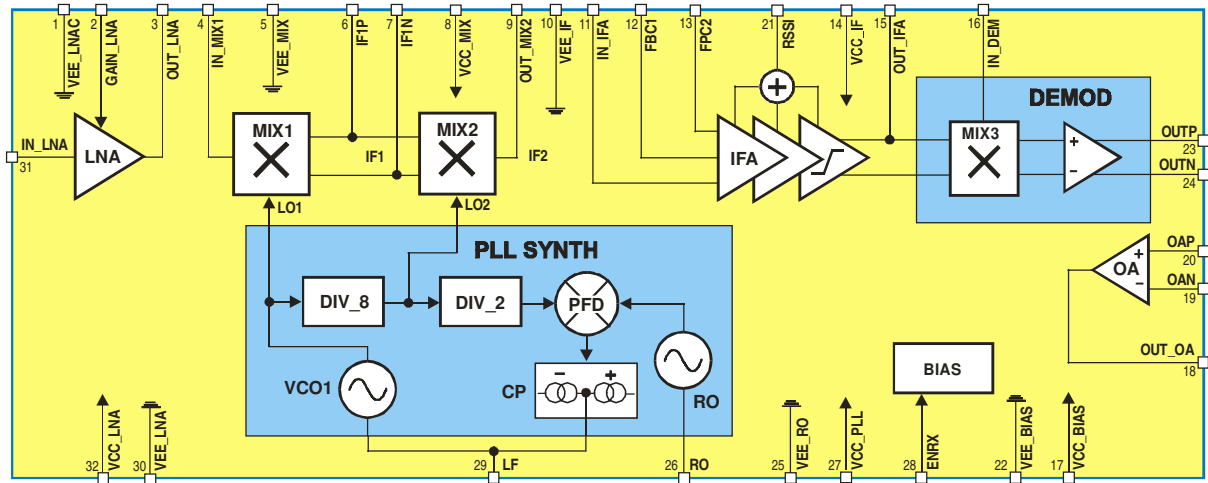 1
VEE_LNAC
2
GAIN_LNA
3
OUT_LNA
4
IN_MIX1
5
VEE_MIX
6
IF1P
7
IF1N
8
VCC_MIX
9
OUT_MIX2
10
VEE_IF
11
IN_IFA
12
FBC1
13
FPC2
21
RSSI
14
VCC_IF
15
OUT_IFA
16
IN_DEM
DEMOD
IN_LNA
31
LNA
MIX1
IF1
MIX2
IF2
LO1
LO2
+
IFA
MIX3
+
−
OUTP
23
OUTN
24
OAP
20
OAN
19
OA
+
−
OUT_OA
18
PLL SYNTH
DIV_8
DIV_2
PFD
VCO1
CP
−
+
RO
BIAS
32
VCC_LNA
30
VEE_LNA
29
LF
26
RO
25
VEE_RO
27
VCC_PLL
28
ENRX
22
VEE_BIAS
17
VCC_BIAS